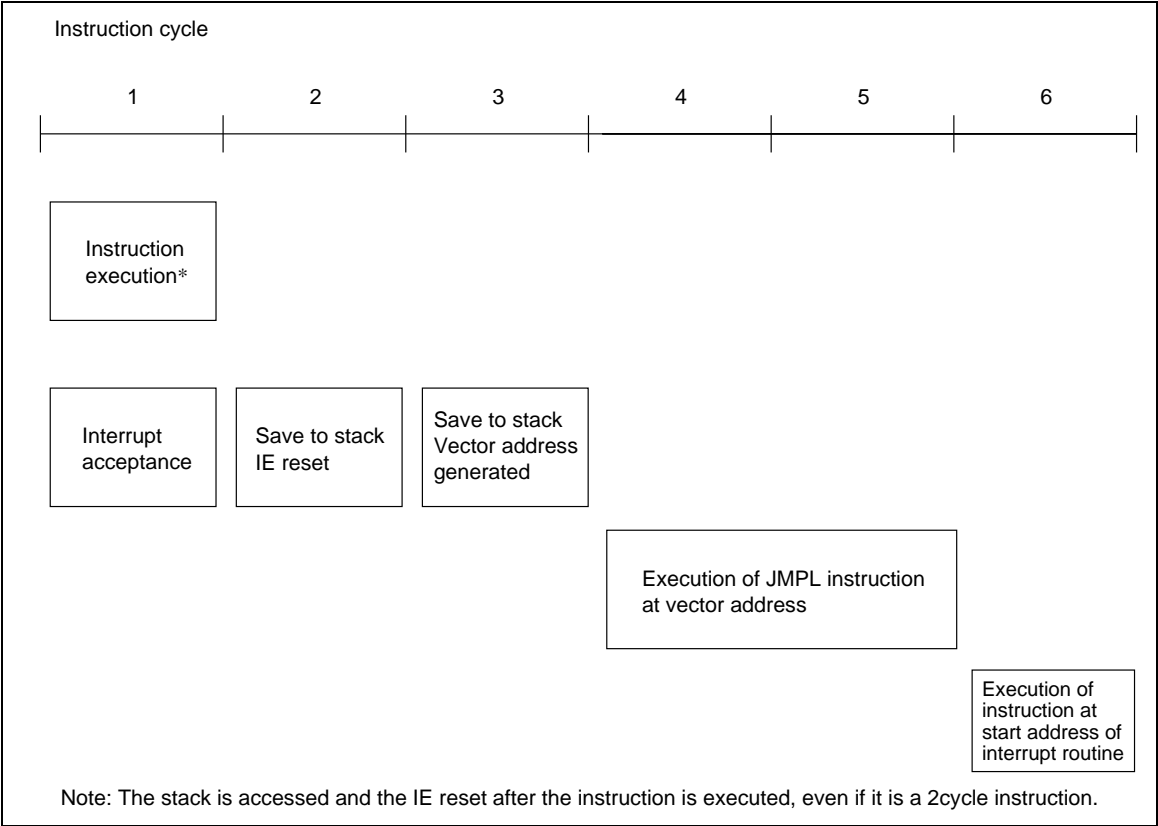 Instruction cycle
1 2 3 4 5 6
Instruction
execution*
Interrupt
acceptance
Save to stack
IE reset
Save to stack
Vector address
generated
Execution of JMPL instruction
at vector address
Execution of
instruction at
start address of
interrupt routine
Note: The stack is accessed and the IE reset after the instruction is executed, even if it is a 2cycle instruction.